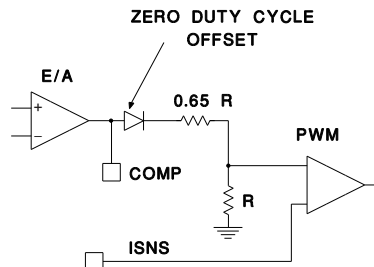 ZERO DUTY CYCLE
OFFSET
E/A
0.65 R
PWM
+
−
COMP
R
ISNS